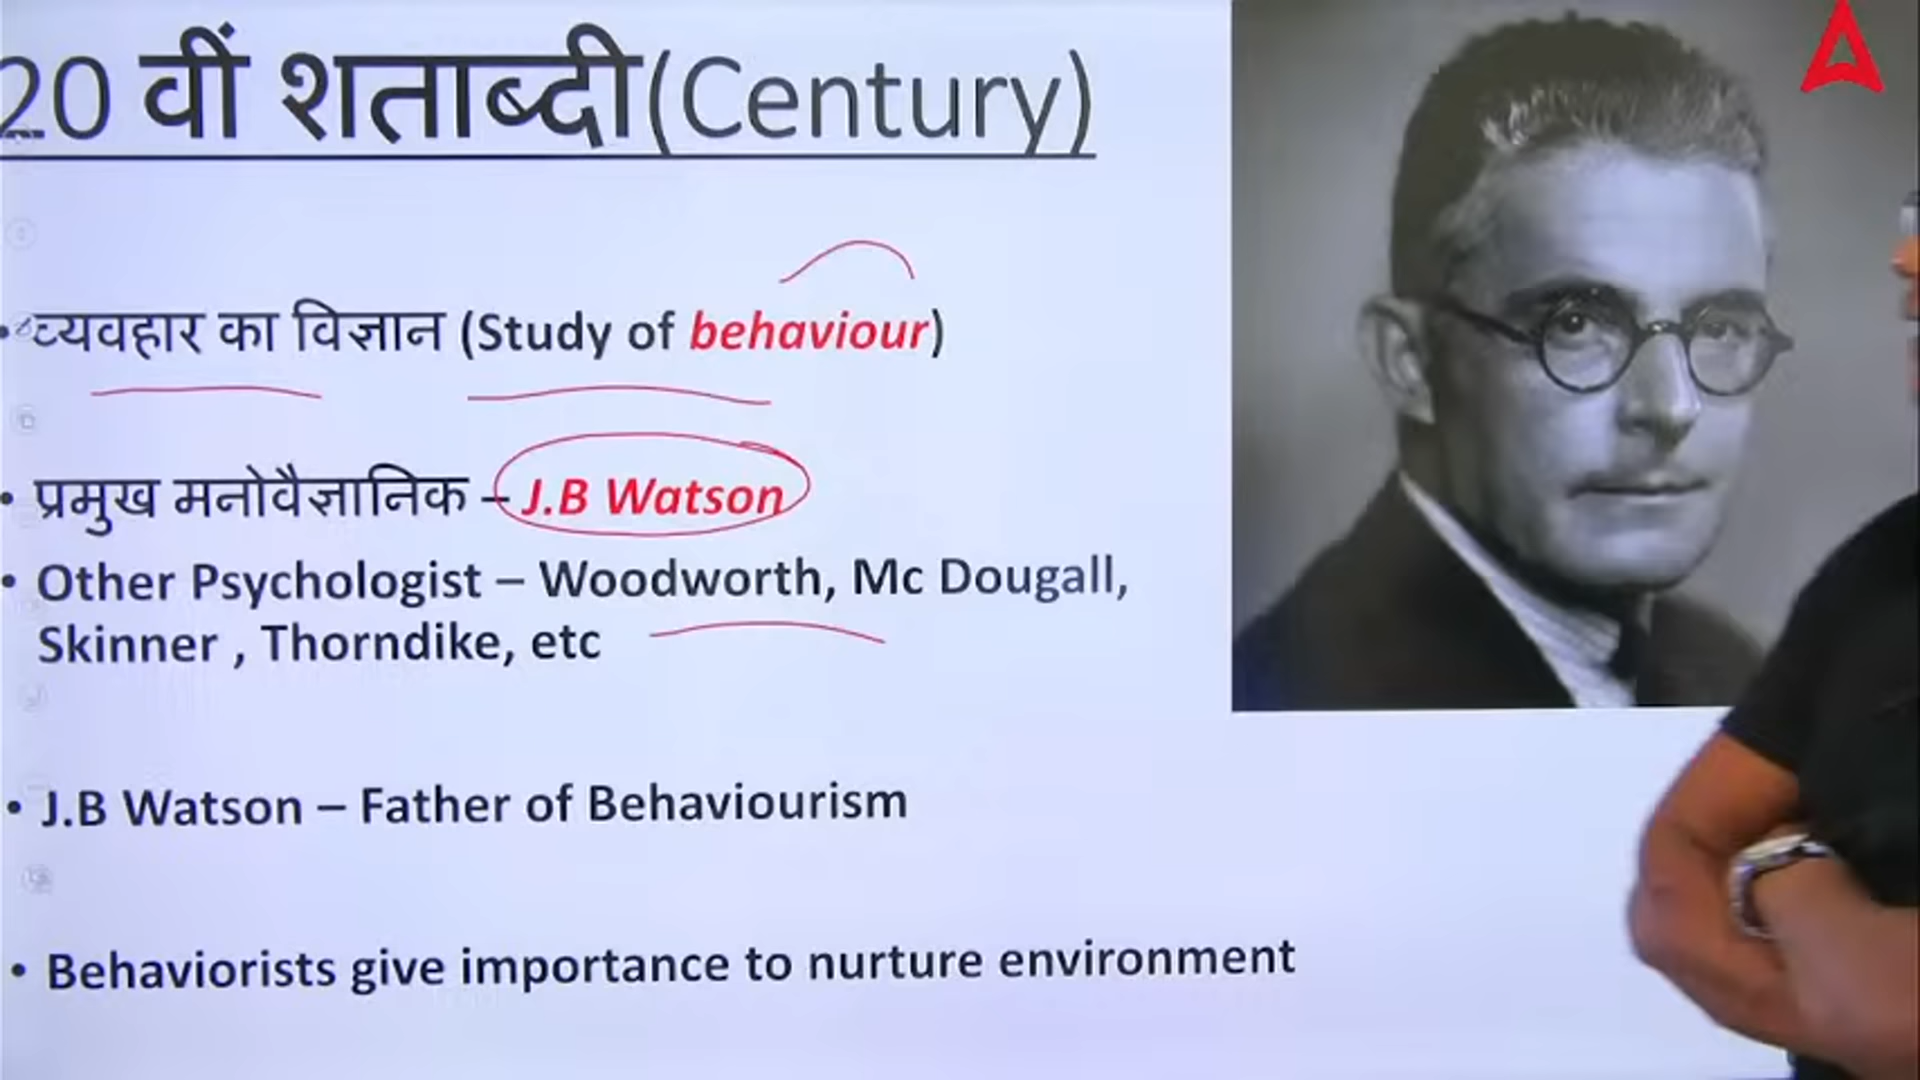 20 वीं शताब्दी(Century)
• व्यवहार का विज्ञान (Study of behaviour)
• प्रमुख मनोवैज्ञानिक – J.B Watson
• Other Psychologist – Woodworth, Mc Dougall,
Skinner , Thorndike, etc
• J.B Watson – Father of Behaviourism
• Behaviorists give importance to nurture environment